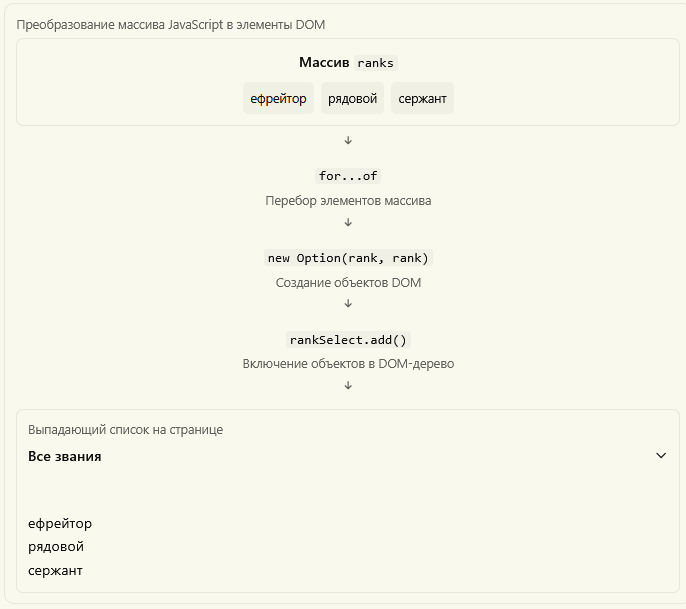 Преобразование массива JavaScript в элементы DOM
Массив ranks
ефрейтор рядовой сержант
↓
for...of
Перебор элементов массива
↓
new Option(rank, rank)
Создание объектов DOM
↓
rankSelect.add()
Включение объектов в DOM-дерево
↓
Выпадающий список на странице
Все звания
ефрейтор
рядовой
сержант